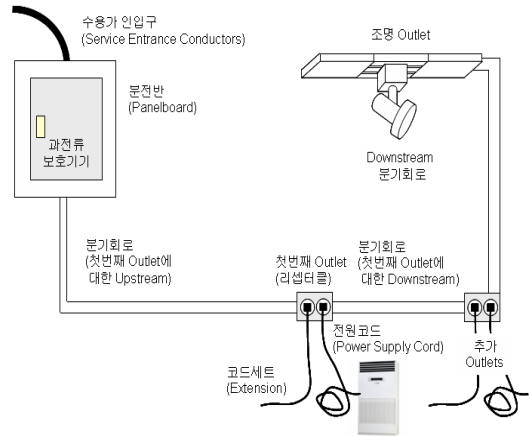 수용가 인입구
(Service Entrance Conductors)
조명 Outlet
분전반
(Panelboard)
과전류
보호기기
Downstream
분기회로
분기회로
(첫번째 Outlet에
대한 Upstream)
첫번째 Outlet
(리셉터클)
분기회로
(첫번째 Outlet에
대한 Downstream)
전원코드
(Power Supply Cord)
추가
Outlets
코드세트
(Extension)